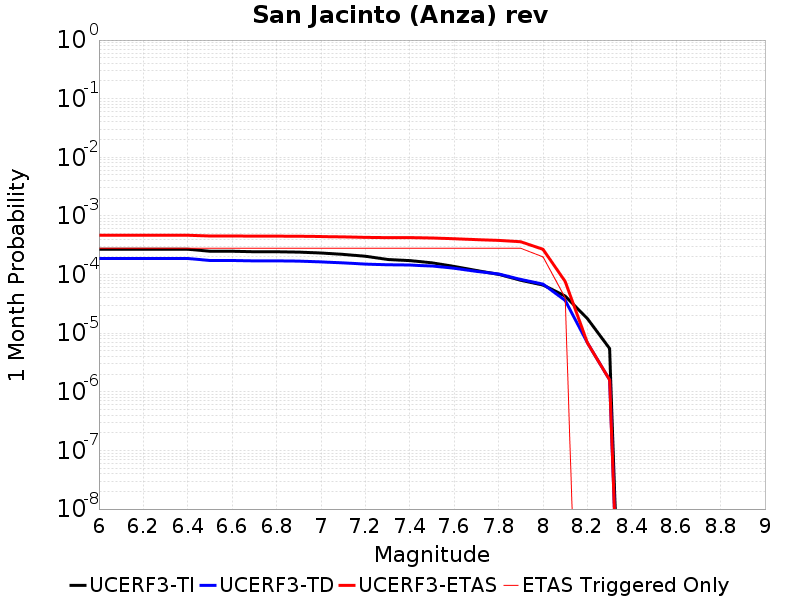 San Jacinto (Anza) rev
1 Month Probability
10^0
10^-1
10^-2
10^-3
10^-4
10^-5
10^-6
10^-7
10^-8
6 6.2 6.4 6.6 6.8 7 7.2 7.4 7.6 7.8 8 8.2 8.4 8.6 8.8 9
Magnitude
UCERF3-TI UCERF3-TD UCERF3-ETAS ETAS Triggered Only